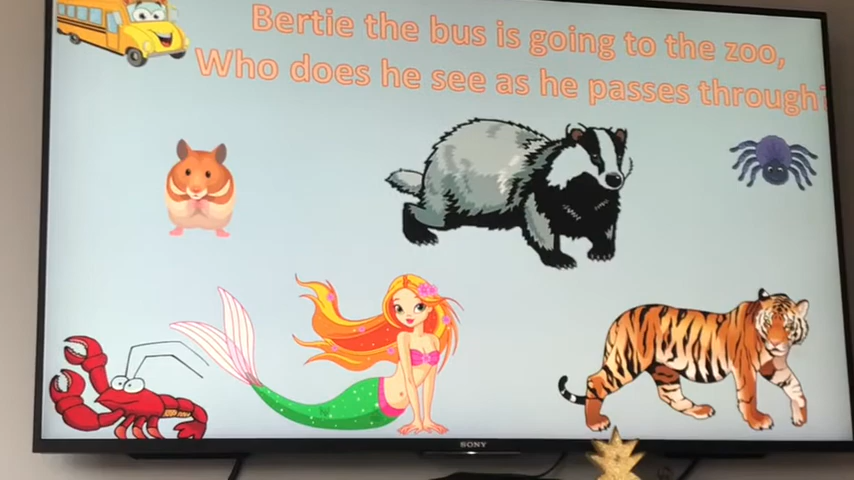 Bertie the bus is going to the zoo,
Who does he see as he passes through?
SONY